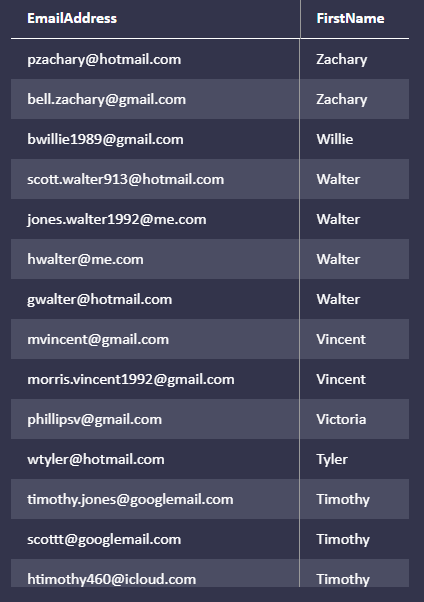 EmailAddress FirstName
pzachary@hotmail.com Zachary
bell.zachary@gmail.com Zachary
bwillie1989@gmail.com Willie
scott.walter913@hotmail.com Walter
jones.walter1992@me.com Walter
hwalter@me.com Walter
gwalter@hotmail.com Walter
mvincent@gmail.com Vincent
morris.vincent1992@gmail.com Vincent
phillipsv@gmail.com Victoria
wtyler@hotmail.com Tyler
timothy.jones@googlemail.com Timothy
scottt@googlemail.com Timothy
htimothy460@icloud.com Timothy